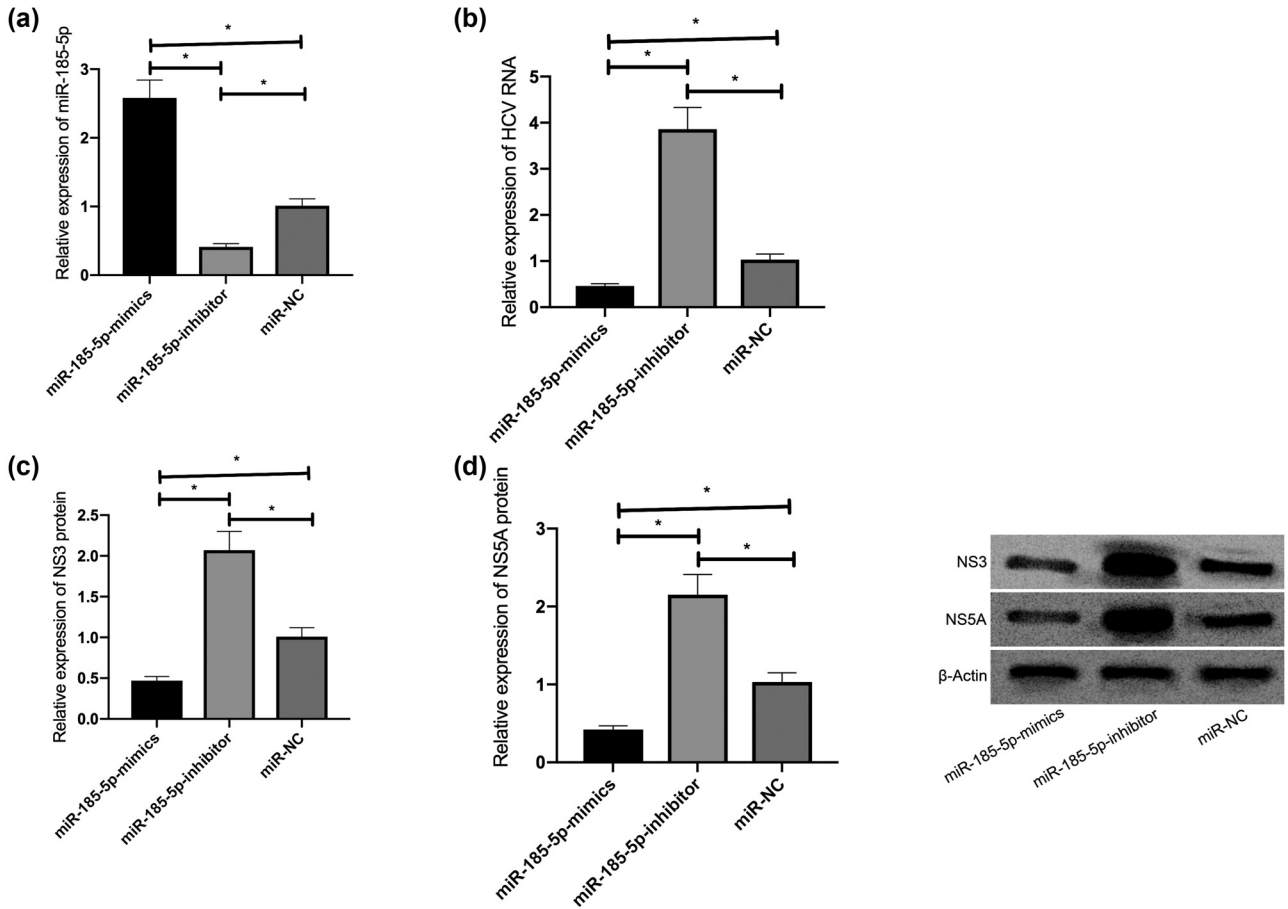 (a)
Relative expression of miR-185-5p
*
*
*
3
2
1
0
miR-185-5p-mimics
miR-185-5p-inhibitor
miR-NC
(b)
Relative expression of HCV RNA
*
*
*
5
4
3
2
1
0
miR-185-5p-mimics
miR-185-5p-inhibitor
miR-NC
(c)
Relative expression of NS3 protein
*
*
*
2.5
2.0
1.5
1.0
0.5
0.0
miR-185-5p-mimics
miR-185-5p-inhibitor
miR-NC
(d)
Relative expression of NS5A protein
*
*
*
3
2
1
0
miR-185-5p-mimics
miR-185-5p-inhibitor
miR-NC
NS3
NS5A
β-Actin
miR-185-5p-mimics
miR-185-5p-inhibitor
miR-NC